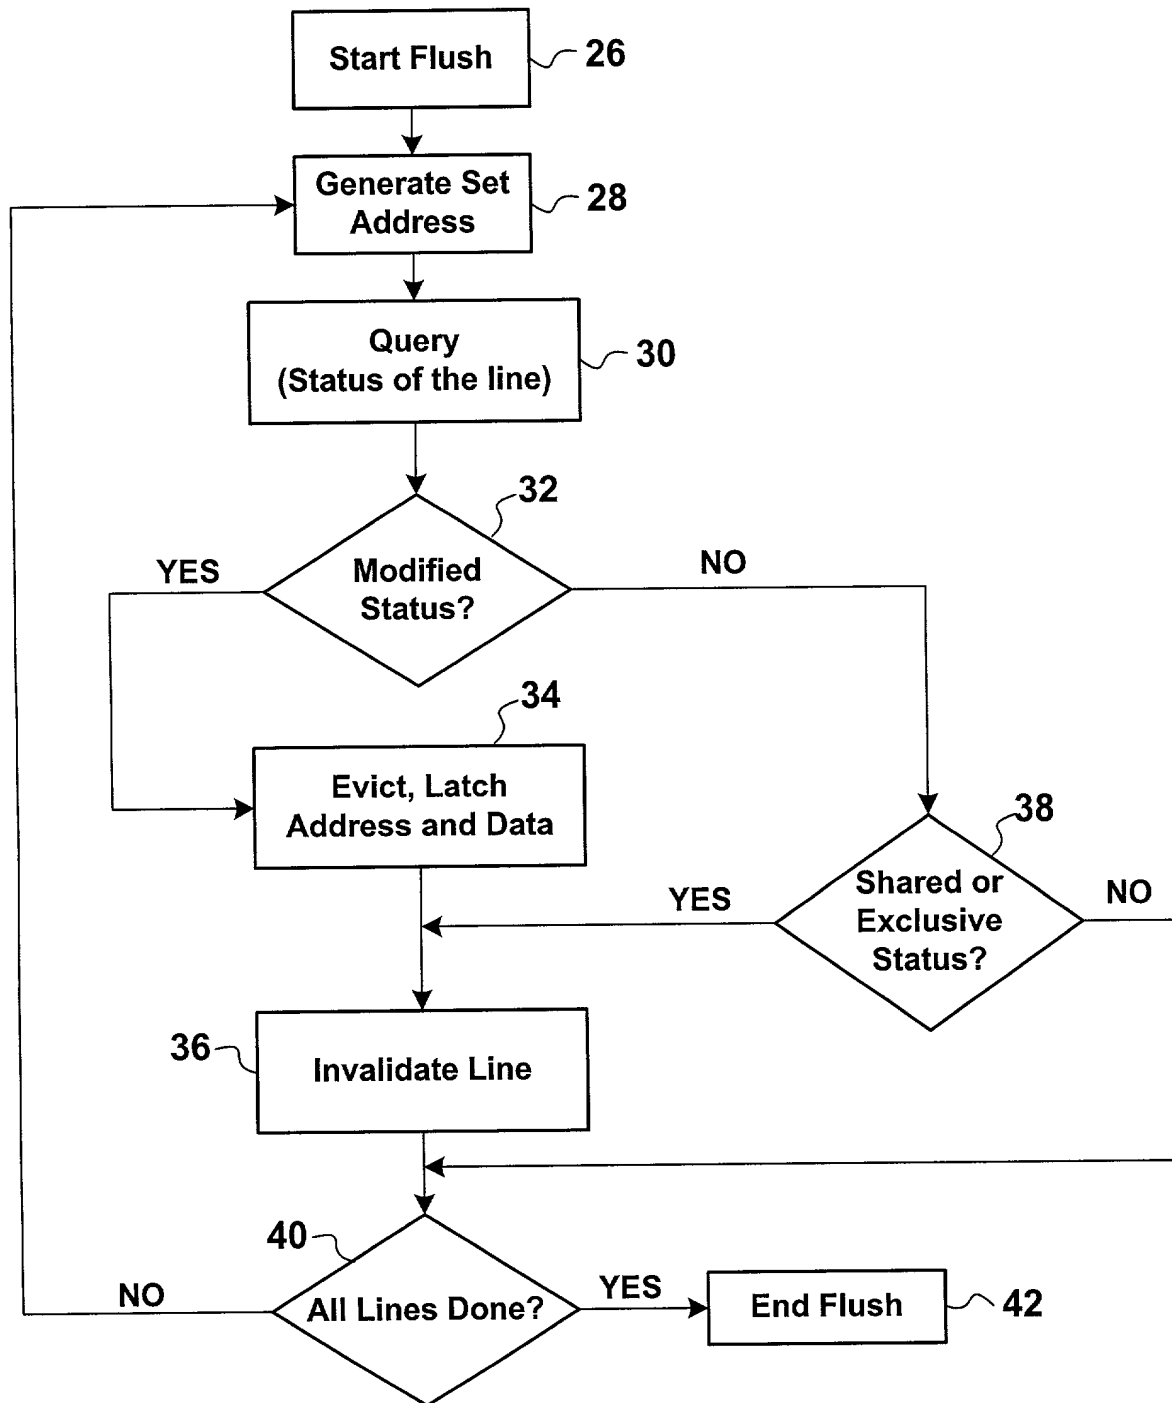 Start Flush
26
Generate Set
Address
28
Query
(Status of the line)
30
32
Modified
Status?
YES
NO
34
Evict, Latch
Address and Data
38
Shared or
Exclusive
Status?
YES
NO
36
Invalidate Line
40
All Lines Done?
NO
YES
End Flush
42